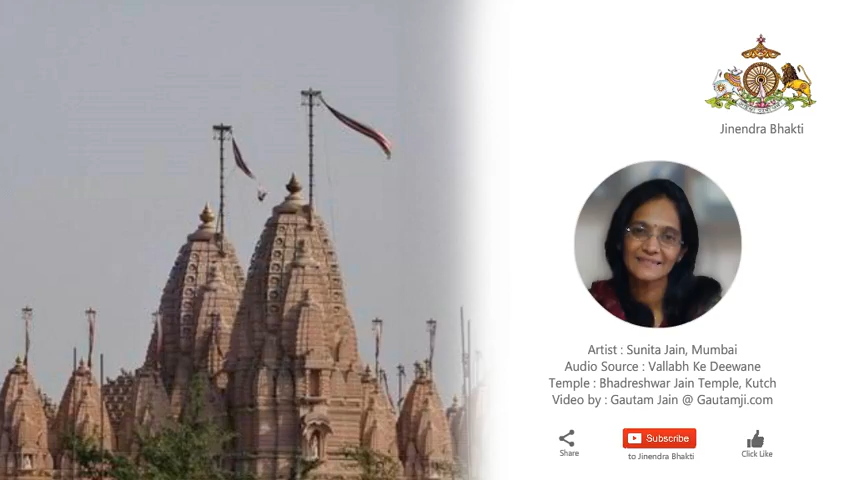 Jinendra Bhakti
Artist : Sunita Jain, Mumbai
Audio Source : Vallabh Ke Deewane
Temple : Bhadreshwar Jain Temple, Kutch
Video by : Gautam Jain @ Gautamji.com
Share
Subscribe
to Jinendra Bhakti
Click Like